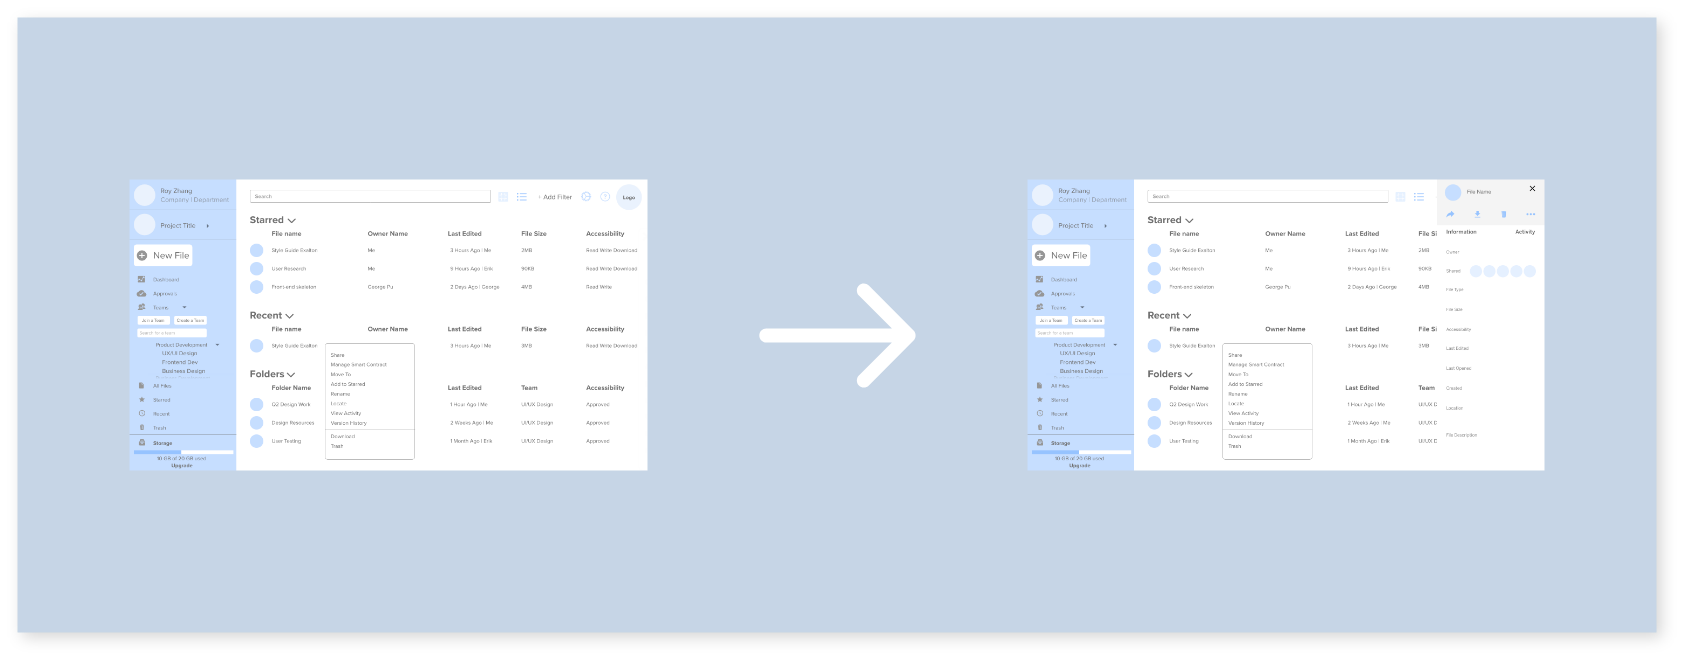 Roy Zhang
Company | Department
Project Title
New File
Dashboard
Approvals
Teams
Join a Team Create a Team
Search for a team
Product Development
UX/UI Design
Frontend Dev
Business Design
All Files
Starred
Recent
Trash
Storage
10 GB of 20 GB used
Upgrade
Search + Add Filter Logo
Starred
File name Owner Name Last Edited File Size Accessibility
Style Guide Exalton Me 3 Hours Ago | Me 2MB Read Write Download
User Research Me 9 Hours Ago | Erik 90KB Read Write Download
Front-end skeleton George Pu 2 Days Ago | George 4MB Read Write
Recent
File name Owner Name Last Edited File Size Accessibility
Style Guide Exalton 3 Hours Ago | Me 3MB Read Write Download
Folders
Folder Name Last Edited Team Accessibility
Q2 Design Work 1 Hour Ago | Me UI/UX Design Approved
Design Resources 2 Weeks Ago | Me UI/UX Design Approved
User Testing 1 Month Ago | Erik UI/UX Design Approved
Share
Manage Smart Contract
Move To
Add to Starred
Rename
Locate
View Activity
Version History
Download
Trash
Roy Zhang
Company | Department
Project Title
New File
Dashboard
Approvals
Teams
Join a Team Create a Team
Search for a team
Product Development
UX/UI Design
Frontend Dev
Business Design
All Files
Starred
Recent
Trash
Storage
10 GB of 20 GB used
Upgrade
Search
Starred
File name Owner Name Last Edited File Si
Style Guide Exalton Me 3 Hours Ago | Me 2MB
User Research Me 9 Hours Ago | Erik 90KB
Front-end skeleton George Pu 2 Days Ago | George 4MB
Recent
File name Owner Name Last Edited File Si
Style Guide Exalton 3 Hours Ago | Me 3MB
Folders
Folder Name Last Edited Team
Q2 Design Work 1 Hour Ago | Me UI/UX D
Design Resources 2 Weeks Ago | Me UI/UX D
User Testing 1 Month Ago | Erik UI/UX D
Share
Manage Smart Contract
Move To
Add to Starred
Rename
Locate
View Activity
Version History
Download
Trash
File Name
Information Activity
Owner
Shared
File Type
File Size
Accessibility
Last Edited
Last Opened
Created
Location
File Description